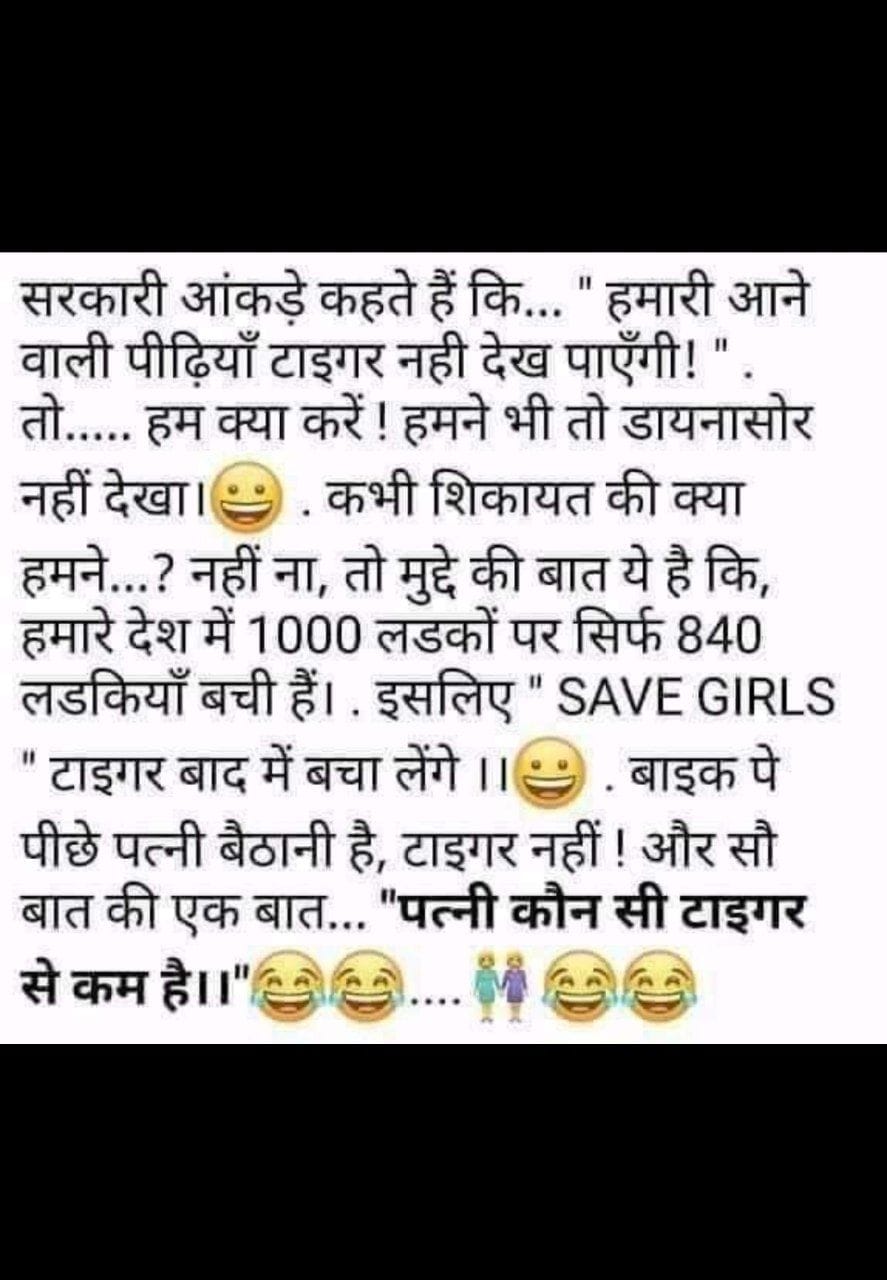 सरकारी आंकड़े कहते हैं कि... " हमारी आने
वाली पीढ़ियाँ टाइगर नही देख पाएँगी! " .
तो..... हम क्या करें ! हमने भी तो डायनासोर
नहीं देखा।😀 . कभी शिकायत की क्या
हमने...? नहीं ना, तो मुद्दे की बात ये है कि,
हमारे देश में 1000 लडकों पर सिर्फ 840
लडकियाँ बची हैं। . इसलिए " SAVE GIRLS
" टाइगर बाद में बचा लेंगे ।।😀 . बाइक पे
पीछे पत्नी बैठानी है, टाइगर नहीं ! और सौ
बात की एक बात... "पत्नी कौन सी टाइगर
से कम है।।"😂😂.... 👭😂😂